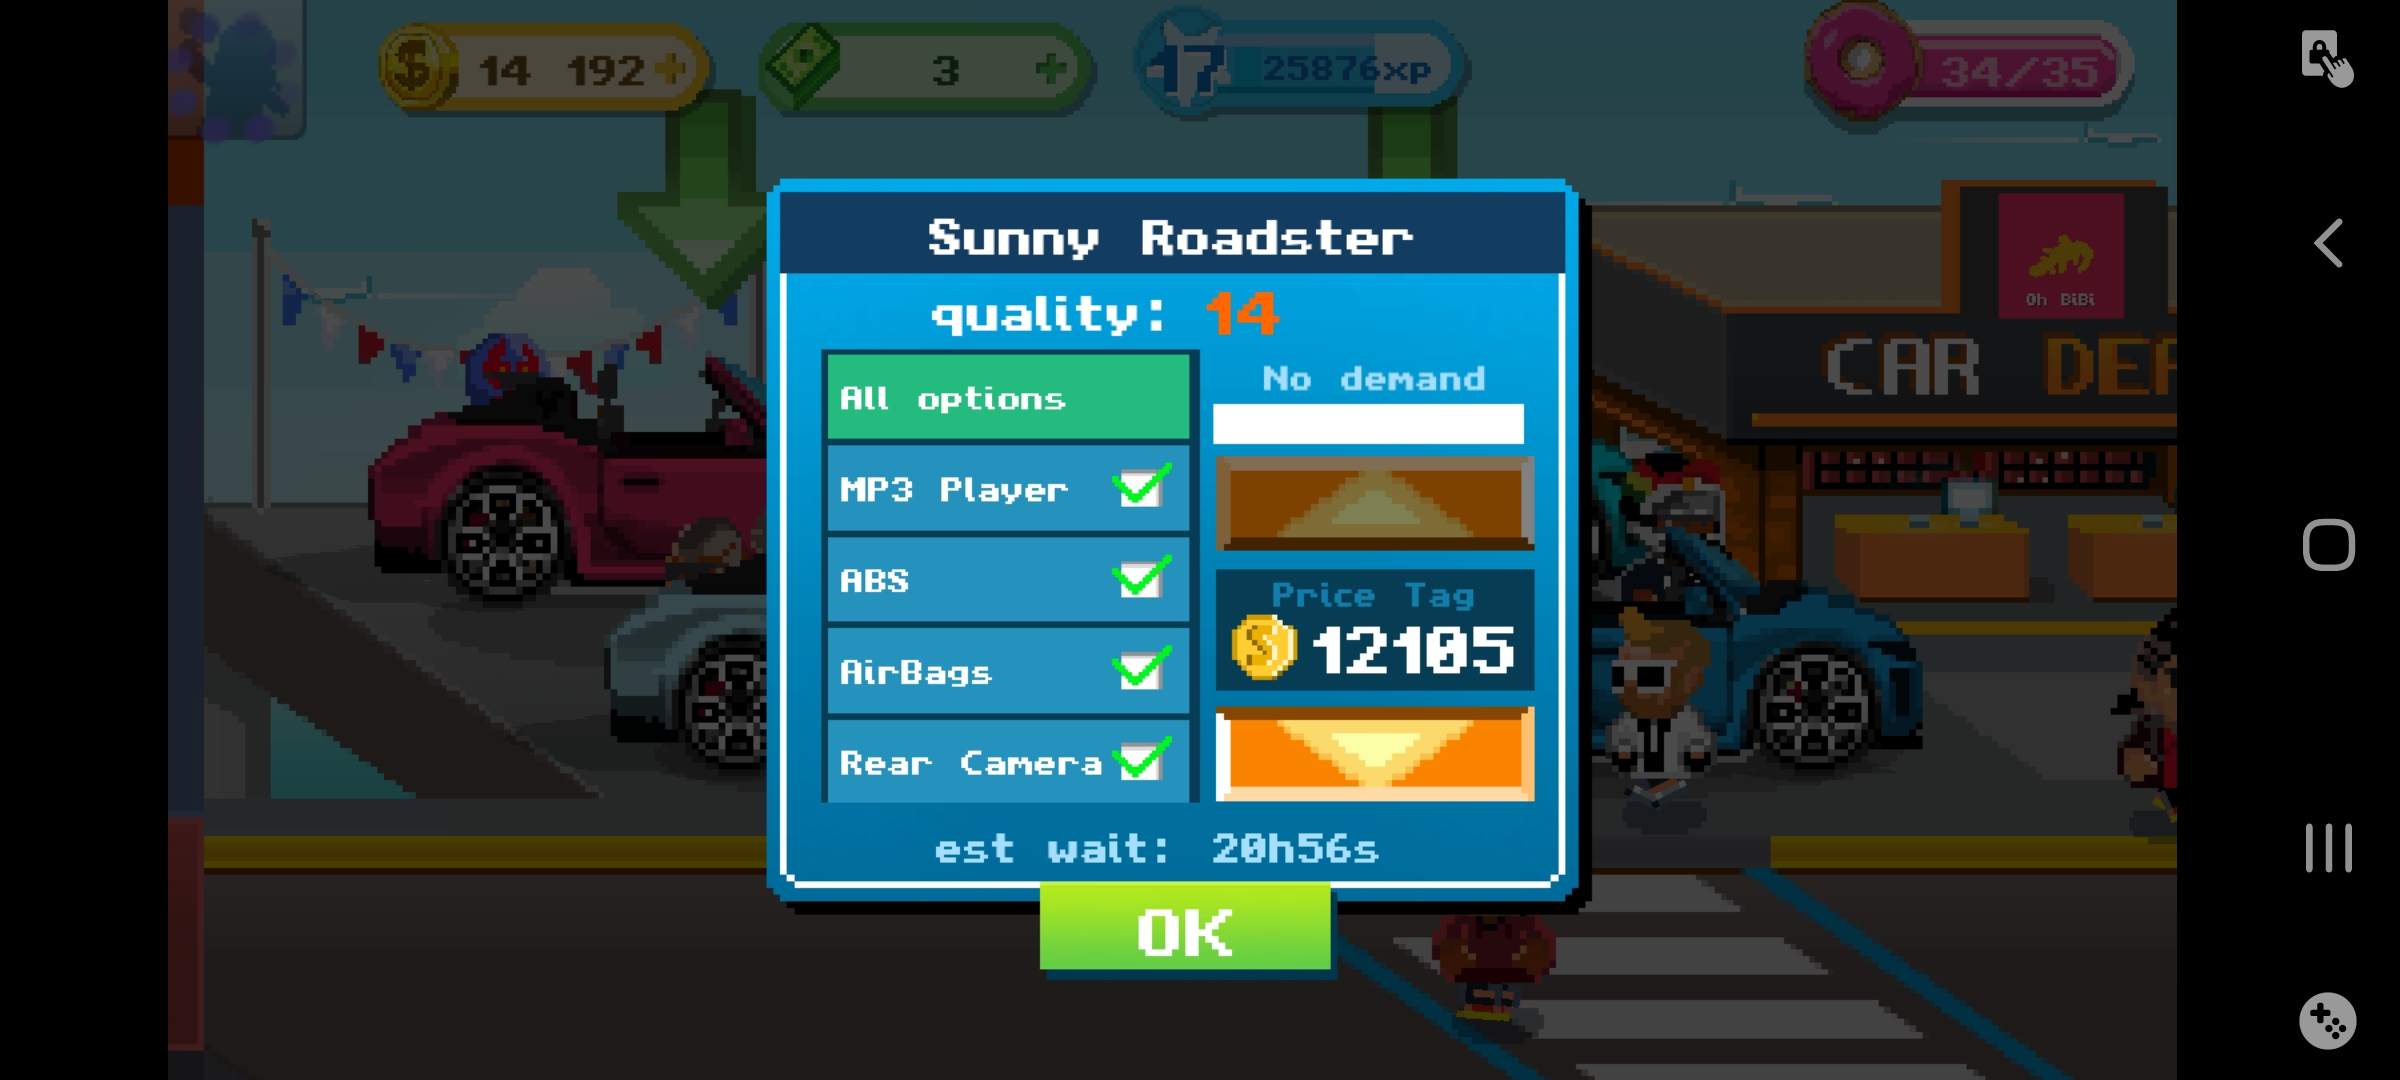 14 192 +
3 +
17 25876xp
34/35
Sunny Roadster
quality: 14
All options
No demand
MP3 Player
ABS
Price Tag
12105
AirBags
Rear Camera
est wait: 20h56s
OK
Oh BiBi
CAR DEA